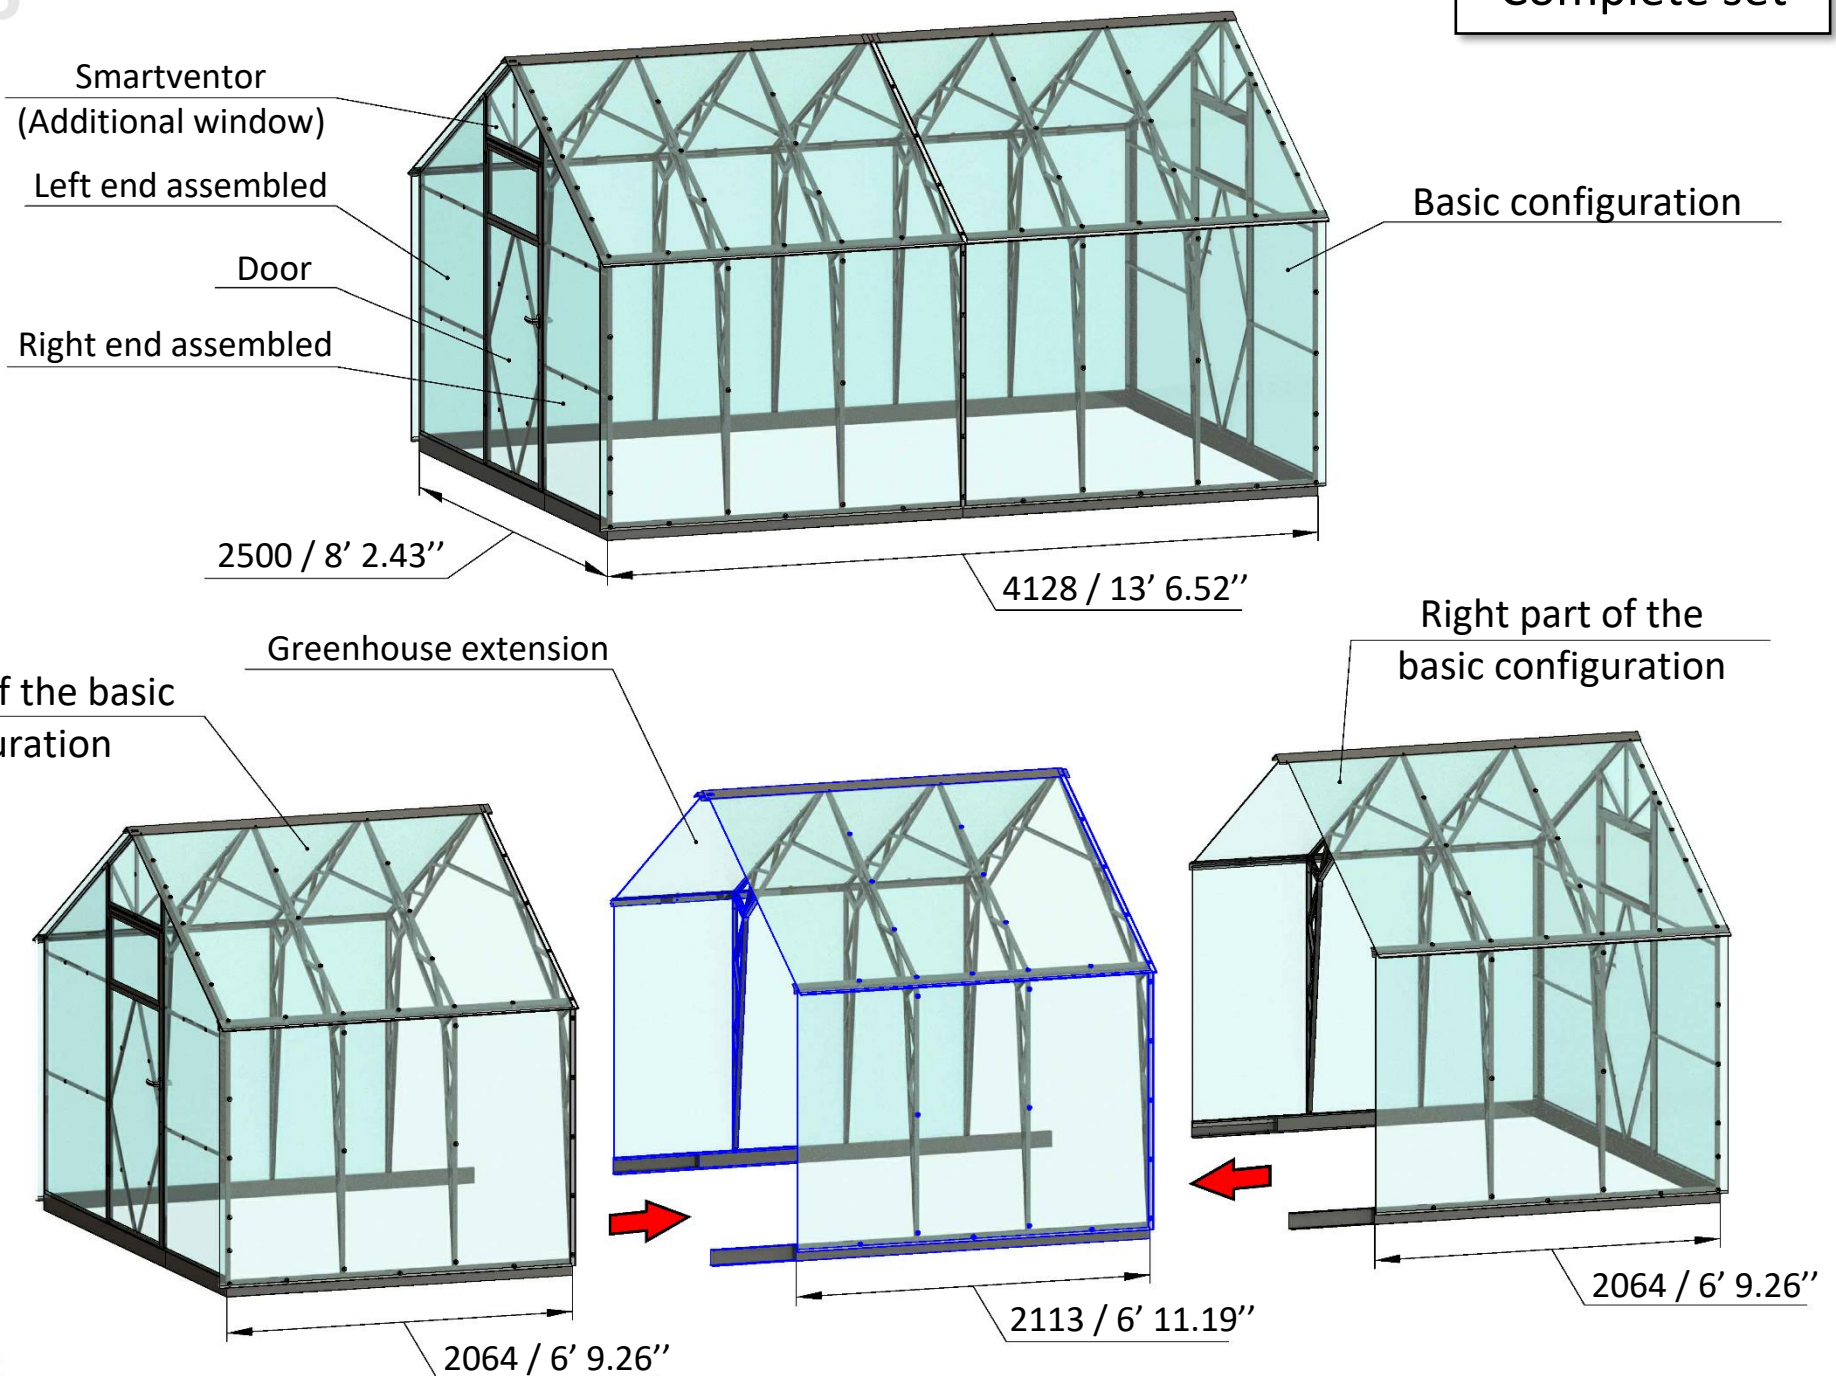 Complete set
Smartventor
(Additional window)
Left end assembled
Door
Right end assembled
Basic configuration
2500 / 8’ 2.43’’
4128 / 13’ 6.52’’
Greenhouse extension
Right part of the
basic configuration
the basic
2064 / 6’ 9.26’’
2113 / 6’ 11.19’’
2064 / 6’ 9.26’’